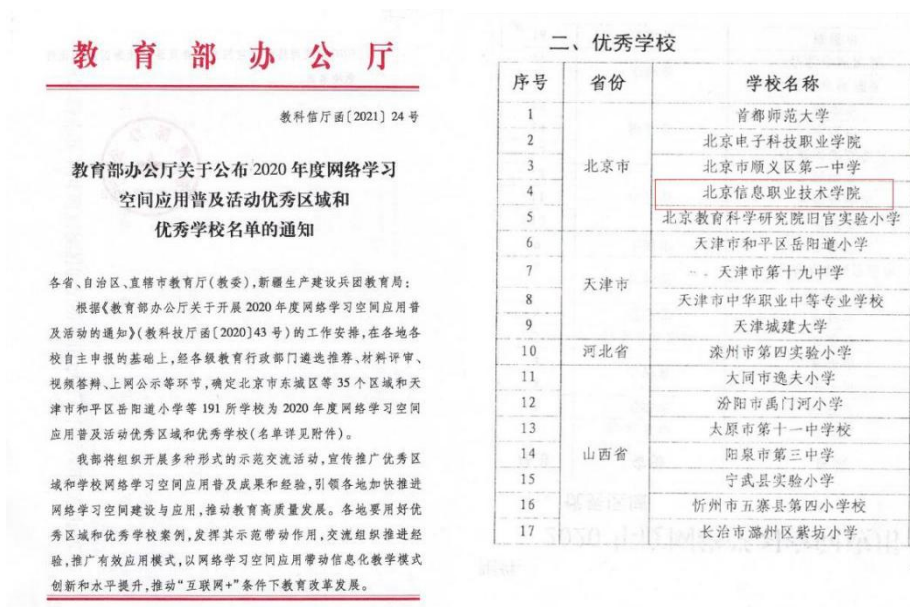 教育部办公厅
教科信厅函[2021] 24 号
教育部办公厅关于公布 2020 年度网络学习
空间应用普及活动优秀区域和
优秀学校名单的通知
各省、自治区、直辖市教育厅(教委),新疆生产建设兵团教育局:
根据《教育部办公厅关于开展 2020 年度网络学习空间应用普
及活动的通知》(教科技厅函[2020]43 号)的工作安排,在各地各
校自主申报的基础上,经各级教育行政部门遴选推荐、材料评审、
视频答辩、上网公示等环节,确定北京市东城区等 35 个区域和天
津市和平区岳阳道小学等 191 所学校为 2020 年度网络学习空间
应用普及活动优秀区域和优秀学校(名单详见附件)。
我部将组织开展多种形式的示范交流活动,宣传推广优秀区
域和学校网络学习空间应用普及成果和经验,引领各地加快推进
网络学习空间建设与应用,推动教育高质量发展。各地要用好优
秀区域和优秀学校案例,发挥其示范带动作用,交流组织推进经
验,推广有效应用模式,以网络学习空间应用带动信息化教学模式
创新和水平提升,推动“互联网+”条件下教育改革发展。
二、优秀学校
序号 省份 学校名称
1 首都师范大学
2 北京电子科技职业学院
3 北京市 北京市顺义区第一中学
4 北京信息职业技术学院
5 北京教育科学研究院旧宫实验小学
6 天津市和平区岳阳道小学
7 天津市第十九中学
天津市
8 天津市中华职业中等专业学校
9 天津城建大学
10 河北省 滦州市第四实验小学
11 大同市逸夫小学
12 汾阳市禹门河小学
13 太原市第十一中学校
14 山西省 阳泉市第三中学
15 宁武县实验小学
16 忻州市五寨县第四小学校
17 长治市潞州区紫坊小学